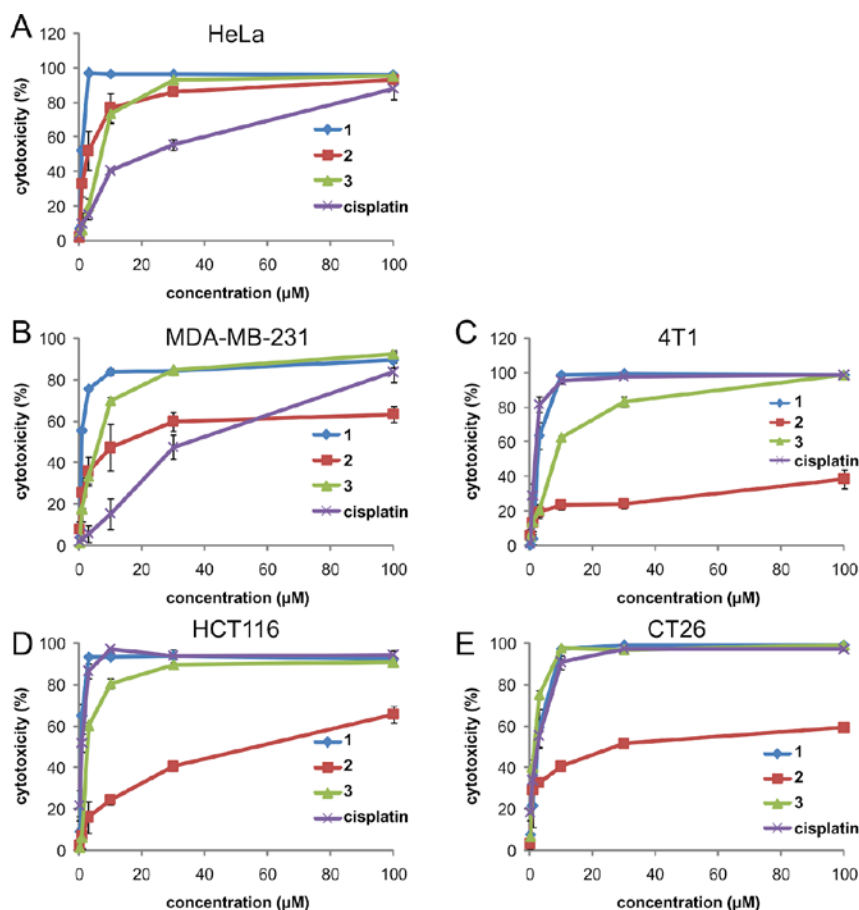 A
HeLa
120
100
80
60
40
20
0
cytotoxicity (%)
1
2
3
cisplatin
0 20 40 60 80 100
concentration (µM)
B
MDA-MB-231
100
80
60
40
20
0
cytotoxicity (%)
1
2
3
cisplatin
0 20 40 60 80 100
concentration (µM)
C
4T1
120
100
80
60
40
20
0
cytotoxicity (%)
1
2
3
cisplatin
0 20 40 60 80 100
concentration (µM)
D
HCT116
100
80
60
40
20
0
cytotoxicity (%)
1
2
3
cisplatin
0 20 40 60 80 100
concentration (µM)
E
CT26
100
80
60
40
20
0
cytotoxicity (%)
1
2
3
cisplatin
0 20 40 60 80 100
concentration (µM)